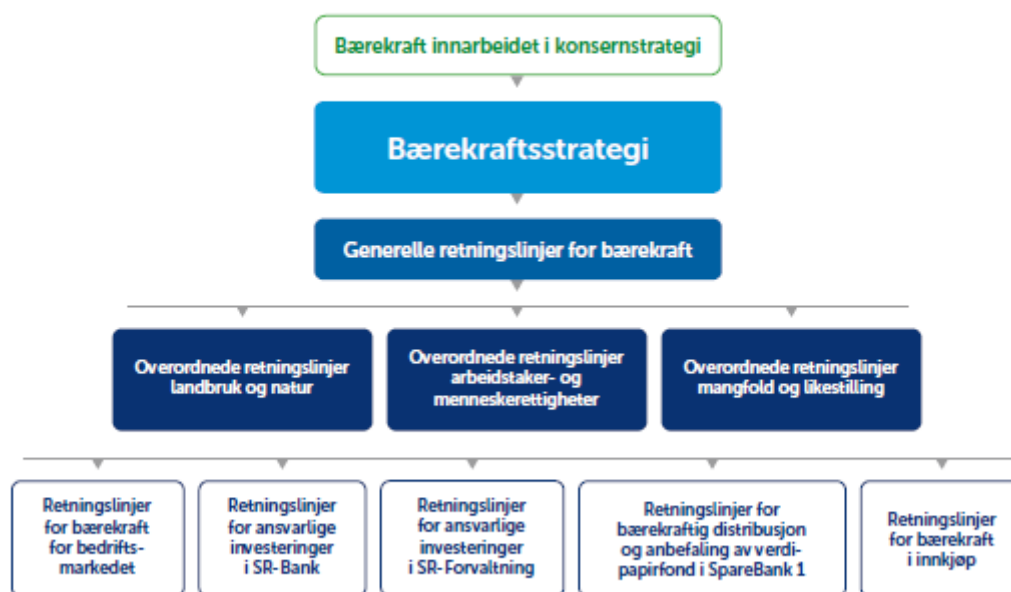 Bærekraft innarbeidet i konsernstrategi
Bærekraftsstrategi
Generelle retningslinjer for bærekraft
Overordnede retningslinjer
landbruk og natur
Overordnede retningslinjer
arbeidstaker- og
menneskerettigheter
Overordnede retningslinjer
mangfold og likestilling
Retningslinjer
for bærekraft
for bedrifts-
markedet
Retningslinjer
for ansvarlige
investeringer
i SR-Bank
Retningslinjer
for ansvarlige
investeringer
i SR-Forvaltning
Retningslinjer for
bærekraftig distribusjon
og anbefaling av verdi-
papirfond i SpareBank 1
Retningslinjer
for bærekraft
i innkjøp